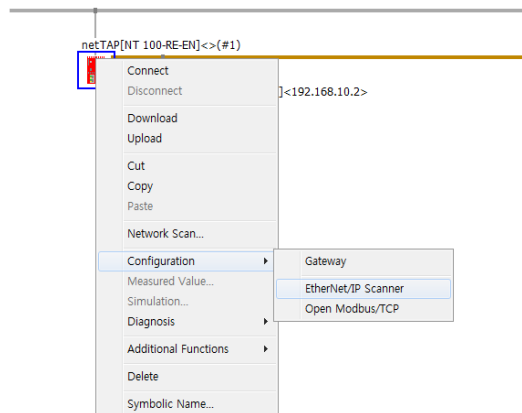 netTAP[NT 100-RE-EN]<>(#1)
]<192.168.10.2>
Connect
Disconnect
Download
Upload
Cut
Copy
Paste
Network Scan...
Configuration
Gateway
EtherNet/IP Scanner
Open Modbus/TCP
Measured Value...
Simulation...
Diagnosis
Additional Functions
Delete
Symbolic Name...